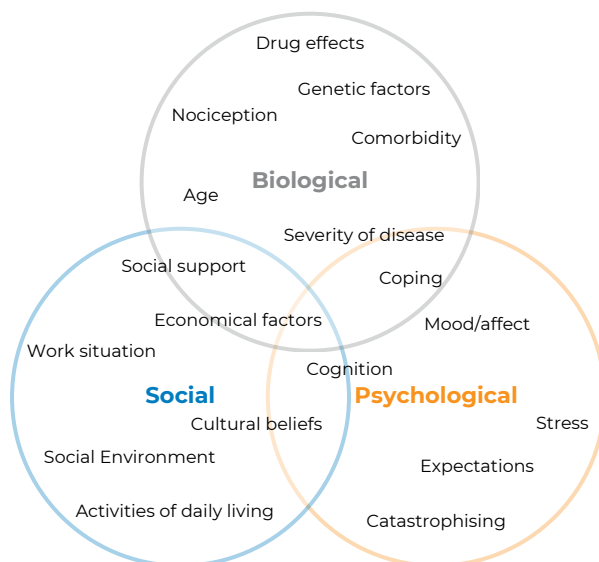 Drug effects
Genetic factors
Nociception
Comorbidity
Biological
Age
Severity of disease
Social support
Coping
Economical factors
Mood/affect
Work situation
Cognition
Social
Psychological
Cultural beliefs
Stress
Social Environment
Expectations
Activities of daily living
Catastrophising